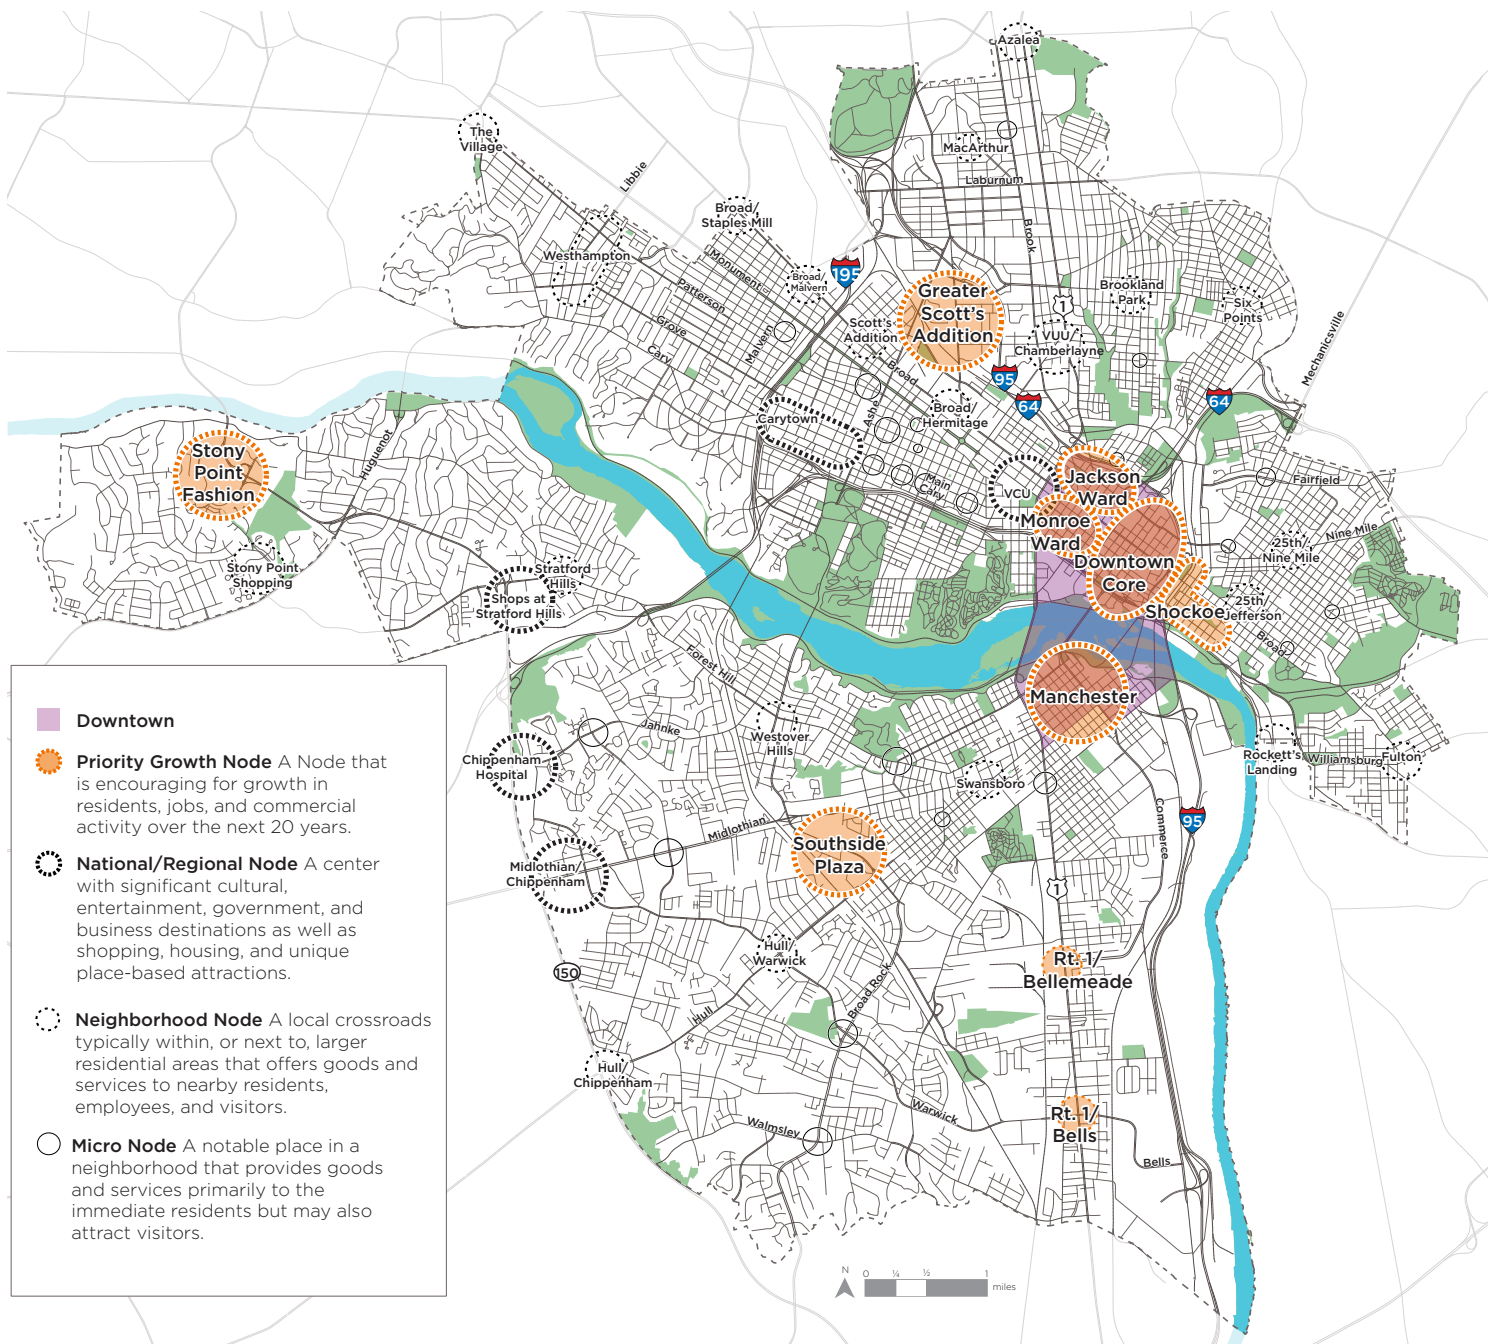 Azalea
The
Village
MacArthur
Laburnum
Libbie
Broad/
Staples Mill
Brook
Westhampton
Monument
195
Broad/
Malvern
Patterson
Greater
Scott's
Addition
Brookland
Park
Six
Points
1
Grove
Scott's
Addition
VUU/
Chamberlayne
Malvern
Cary
Broad
Mechanicsville
95
64
64
Ashe
Broad/
Hermitage
Carytown
Huguenot
Stony
Point
Fashion
Jackson
Ward
Fairfield
Main
Cary
VCU
Monroe
Ward
Nine Mile
25th/
Nine Mile
Downtown
Core
Stony Point
Shopping
Stratford
Hills
Shops at
Stratford Hills
Shockoe
25th/
Jefferson
Broad
Forest Hill
Manchester
Jahnke
Westover
Hills
Chippenham
Hospital
Rockett's
Landing
Williamsburg
Fulton
Swansboro
Commerce
95
Midlothian
Southside
Plaza
Midlothian/
Chippenham
1
Hull/
Warwick
Rt. 1/
Bellemeade
150
Broad Rock
Hull
Hull/
Chippenham
Warwick
Rt. 1/
Bells
Walmsley
Bells
Downtown
Priority Growth Node A Node that
is encouraging for growth in
residents, jobs, and commercial
activity over the next 20 years.
National/Regional Node A center
with significant cultural,
entertainment, government, and
business destinations as well as
shopping, housing, and unique
place-based attractions.
Neighborhood Node A local crossroads
typically within, or next to, larger
residential areas that offers goods and
services to nearby residents,
employees, and visitors.
Micro Node A notable place in a
neighborhood that provides goods
and services primarily to the
immediate residents but may also
attract visitors.
N
0 ¼ ½ 1
miles